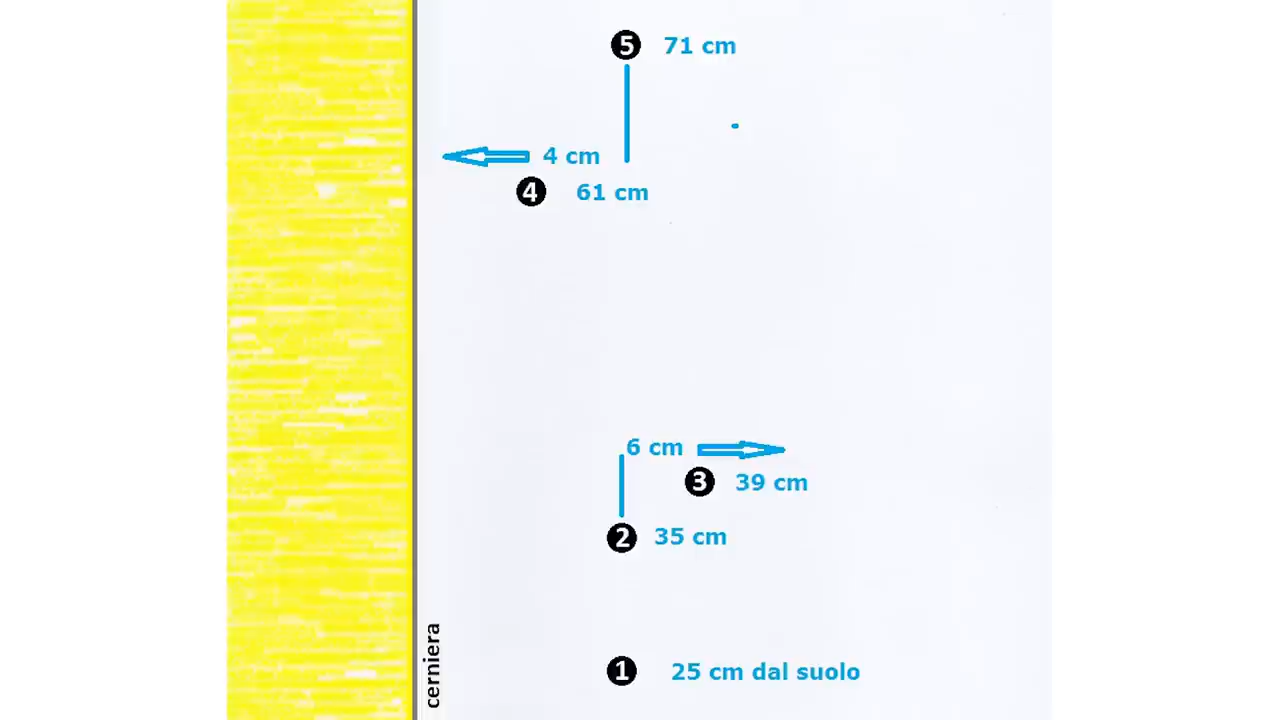 5 71 cm
4 cm
4 61 cm
6 cm
3 39 cm
2 35 cm
1 25 cm dal suolo
cerniera